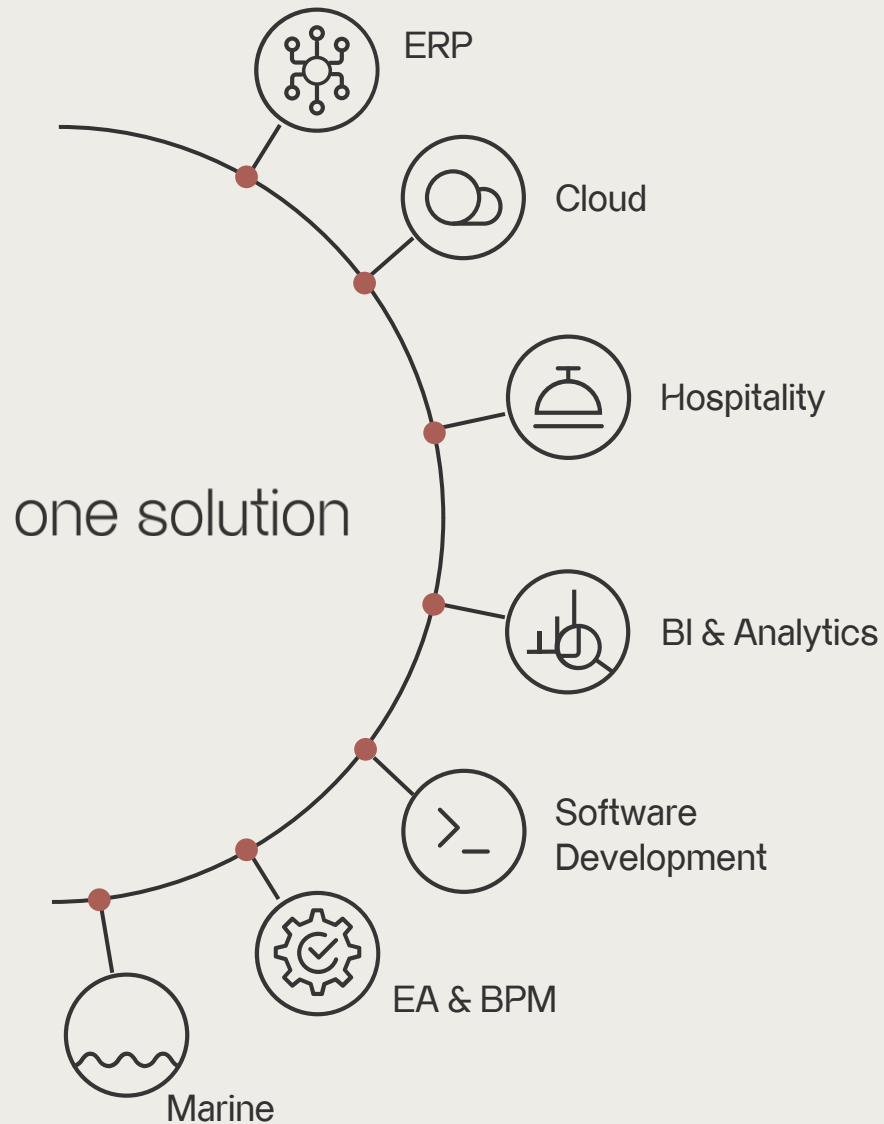 ERP
Cloud
Hospitality
one solution
BI & Analytics
Software
Development
EA & BPM
Marine